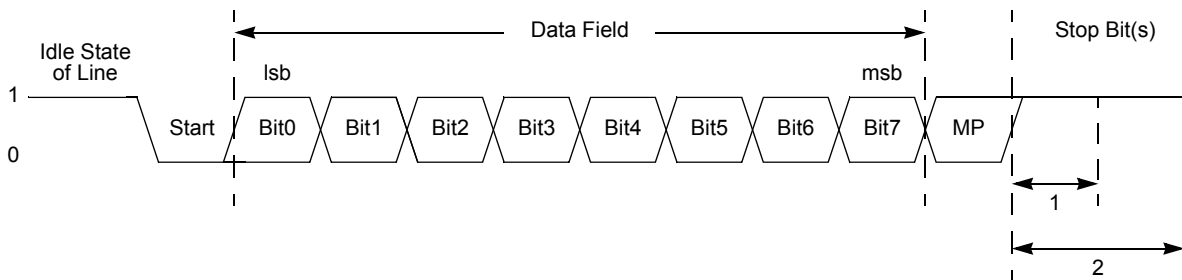 Data Field
Stop Bit(s)
Idle State
of Line
lsb
msb
1
Start
Bit0
Bit1
Bit2
Bit3
Bit4
Bit5
Bit6
Bit7
MP
0
1
2